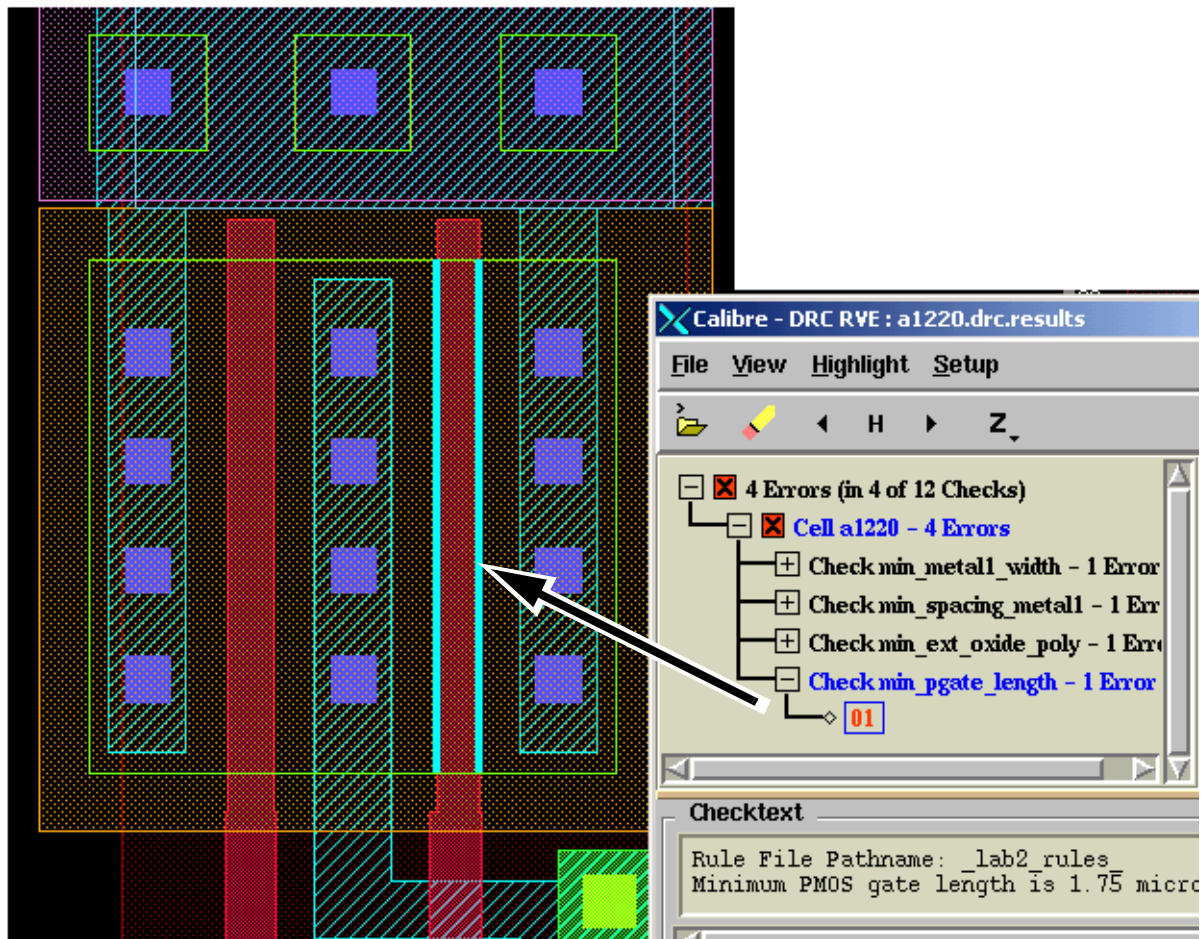 Calibre - DRC RVE : a1220.drc.results
File View Highlight Setup
H Z
4 Errors (in 4 of 12 Checks)
Cell a1220 - 4 Errors
Check min_metal1_width - 1 Error
Check min_spacing_metal1 - 1 Err
Check min_ext_oxide_poly - 1 Erro
Check min_pgate_length - 1 Error
01
Checktext
Rule File Pathname: _lab2_rules_
Minimum PMOS gate length is 1.75 micro